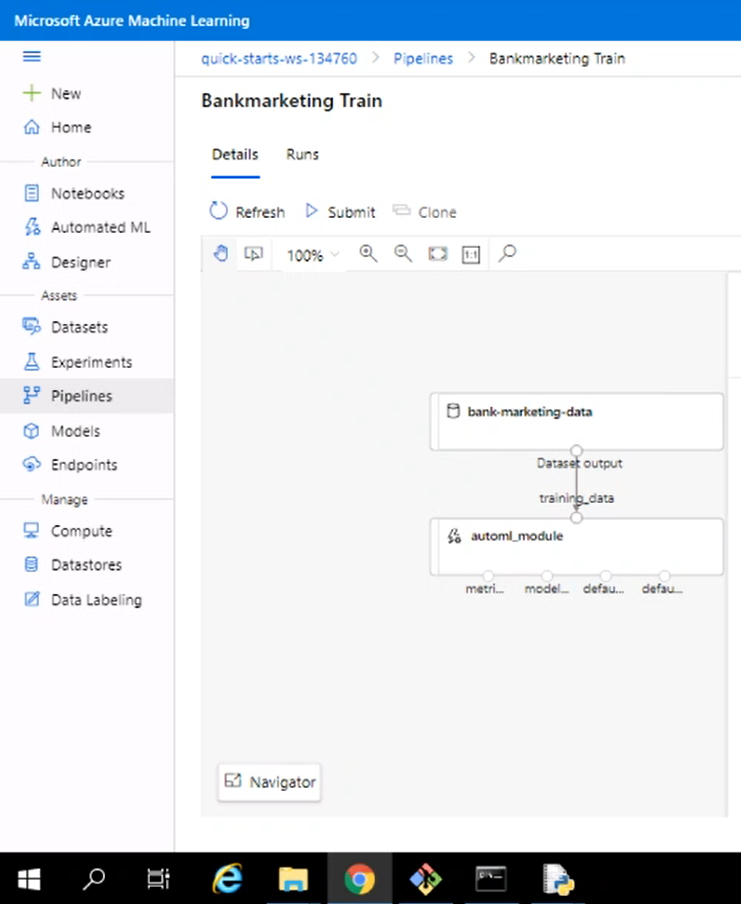 Microsoft Azure Machine Learning
quick-starts-ws-134760 > Pipelines > Bankmarketing Train
New
Home
Author
Notebooks
Automated ML
Designer
Assets
Datasets
Experiments
Pipelines
Models
Endpoints
Manage
Compute
Datastores
Data Labeling
Bankmarketing Train
Details Runs
Refresh Submit Clone
100% 1:1
bank-marketing-data
Dataset output
training_data
automl_module
metri... model... defau... defau...
Navigator